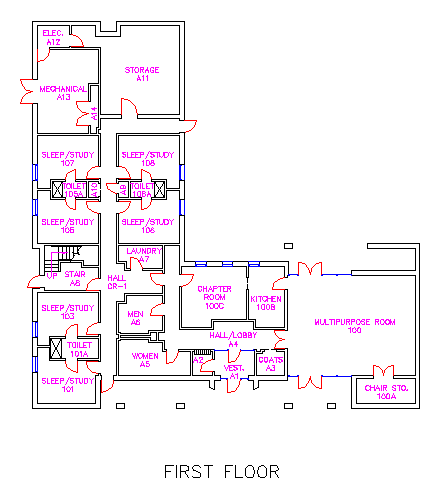 ELEC.
A12
STORAGE
A11
MECHANICAL
A13
A14
SLEEP/STUDY
107
SLEEP/STUDY
108
TOILET
105A
A10
A9
TOILET
106A
SLEEP/STUDY
105
SLEEP/STUDY
106
LAUNDRY
A7
UP
STAIR
A8
HALL
CR-1
CHAPTER
ROOM
100C
KITCHEN
100B
SLEEP/STUDY
103
MEN
A6
MULTIPURPOSE ROOM
100
HALL/LOBBY
A4
TOILET
101A
WOMEN
A5
A2
VEST.
A1
COATS
A3
SLEEP/STUDY
101
CHAIR STO.
100A
FIRST FLOOR